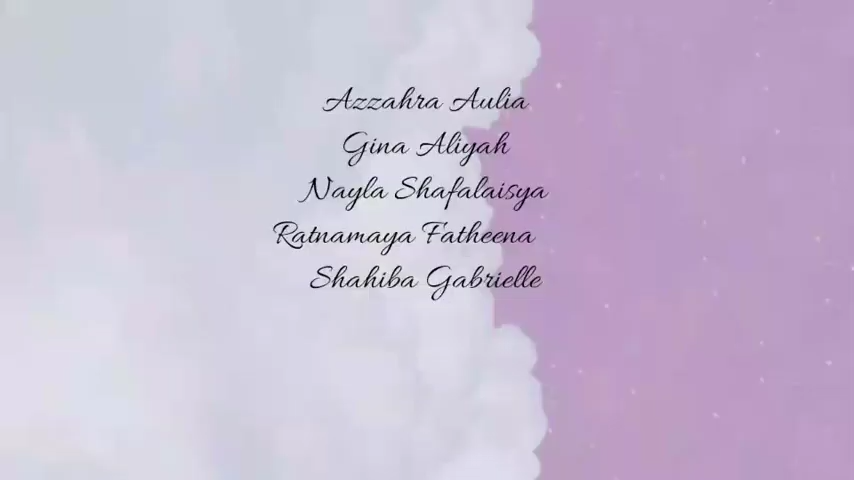 Azzahra Aulia
Gina Aliyah
Nayla Shafalaisya
Ratnamaya Fatheena
Shahiba Gabrielle